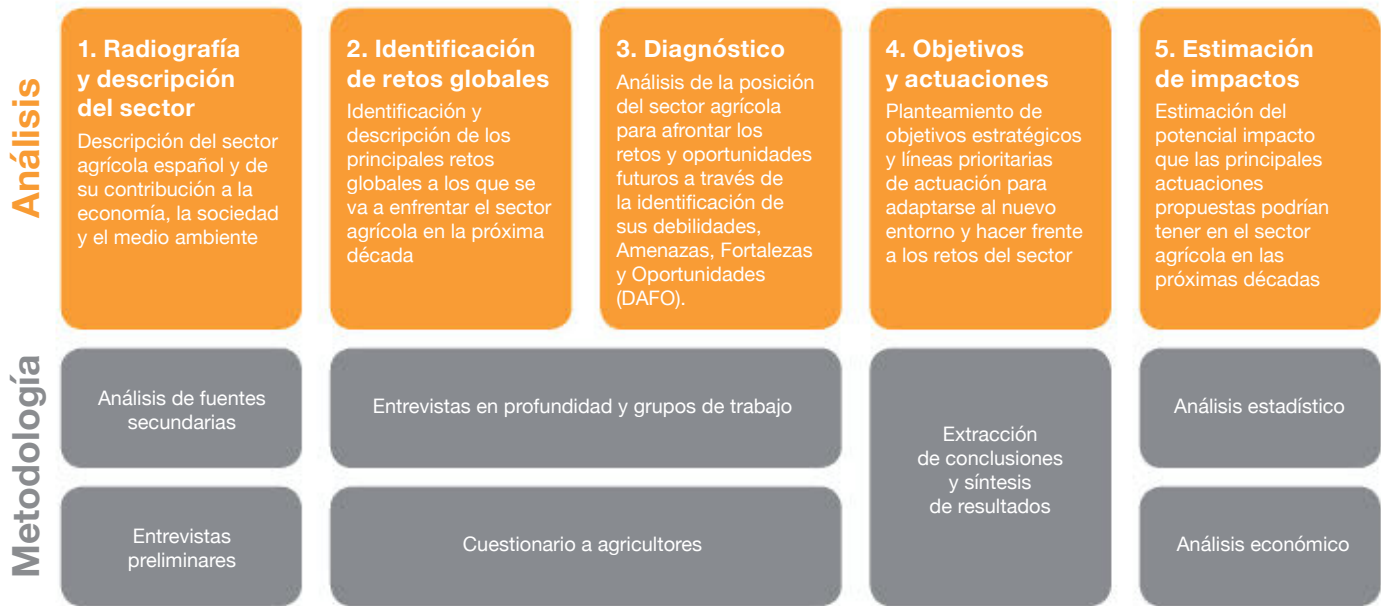 Análisis
1. Radiografía
y descripción
del sector
Descripción del sector
agrícola español y de
su contribución a la
economía, la sociedad
y el medio ambiente
2. Identificación
de retos globales
Identificación y
descripción de los
principales retos
globales a los que se
va a enfrentar el sector
agrícola en la próxima
década
3. Diagnóstico
Análisis de la posición
del sector agrícola
para afrontar los
retos y oportunidades
futuros a través de
la identificación de
sus debilidades,
Amenazas, Fortalezas
y Oportunidades
(DAFO).
4. Objetivos
y actuaciones
Planteamiento de
objetivos estratégicos
y líneas prioritarias
de actuación para
adaptarse al nuevo
entorno y hacer frente
a los retos del sector
5. Estimación
de impactos
Estimación del
potencial impacto
que las principales
actuaciones
propuestas podrían
tener en el sector
agrícola en las
próximas décadas
Metodología
Análisis de fuentes
secundarias
Entrevistas en profundidad y grupos de trabajo
Extracción
de conclusiones
y síntesis
de resultados
Análisis estadístico
Entrevistas
preliminares
Cuestionario a agricultores
Análisis económico